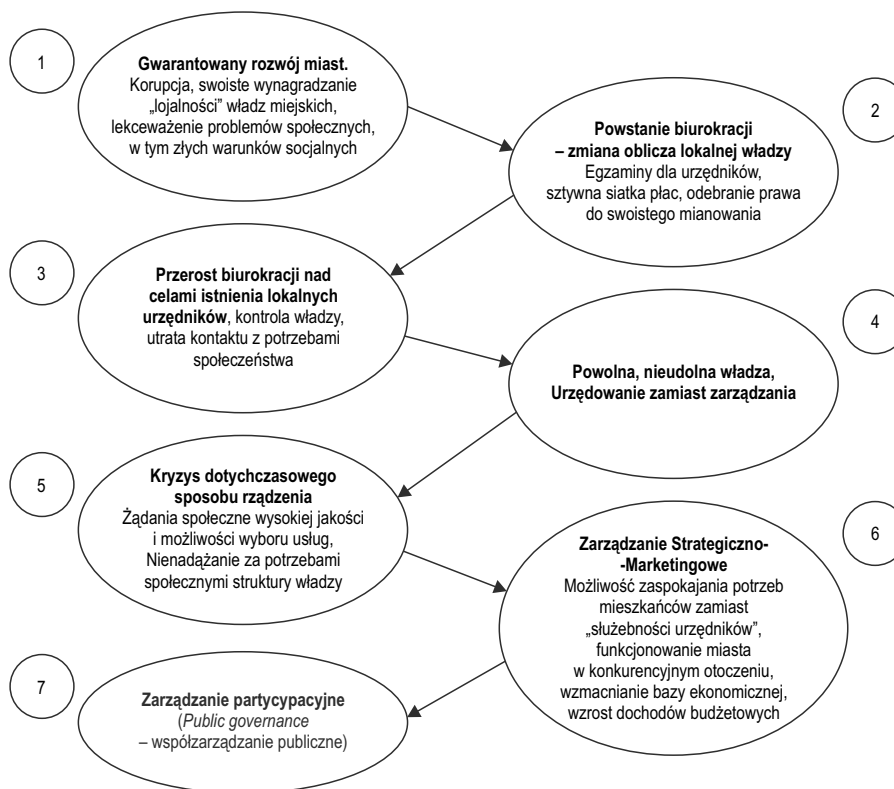 1
Gwarantowany rozwój miast.
Korupcja, swoiste wynagradzanie
„lojalności” władz miejskich,
lekceważenie problemów społecznych,
w tym złych warunków socjalnych
2
Powstanie biurokracji
– zmiana oblicza lokalnej władzy
Egzaminy dla urzędników,
sztywna siatka płac, odebranie prawa
do swoistego mianowania
3
Przerost biurokracji nad
celami istnienia lokalnych
urzędników, kontrola władzy,
utrata kontaktu z potrzebami
społeczeństwa
4
Powolna, nieudolna władza,
Urzędowanie zamiast zarządzania
5
Kryzys dotychczasowego
sposobu rządzenia
Żądania społeczne wysokiej jakości
i możliwości wyboru usług,
Nienadążanie za potrzebami
społecznymi struktury władzy
6
Zarządzanie Strategiczno-
-Marketingowe
Możliwość zaspokajania potrzeb
mieszkańców zamiast
„służebności urzędników”,
funkcjonowanie miasta
w konkurencyjnym otoczeniu,
wzmacnianie bazy ekonomicznej,
wzrost dochodów budżetowych
7
Zarządzanie partycypacyjne
(Public governance
– współzarządzanie publiczne)